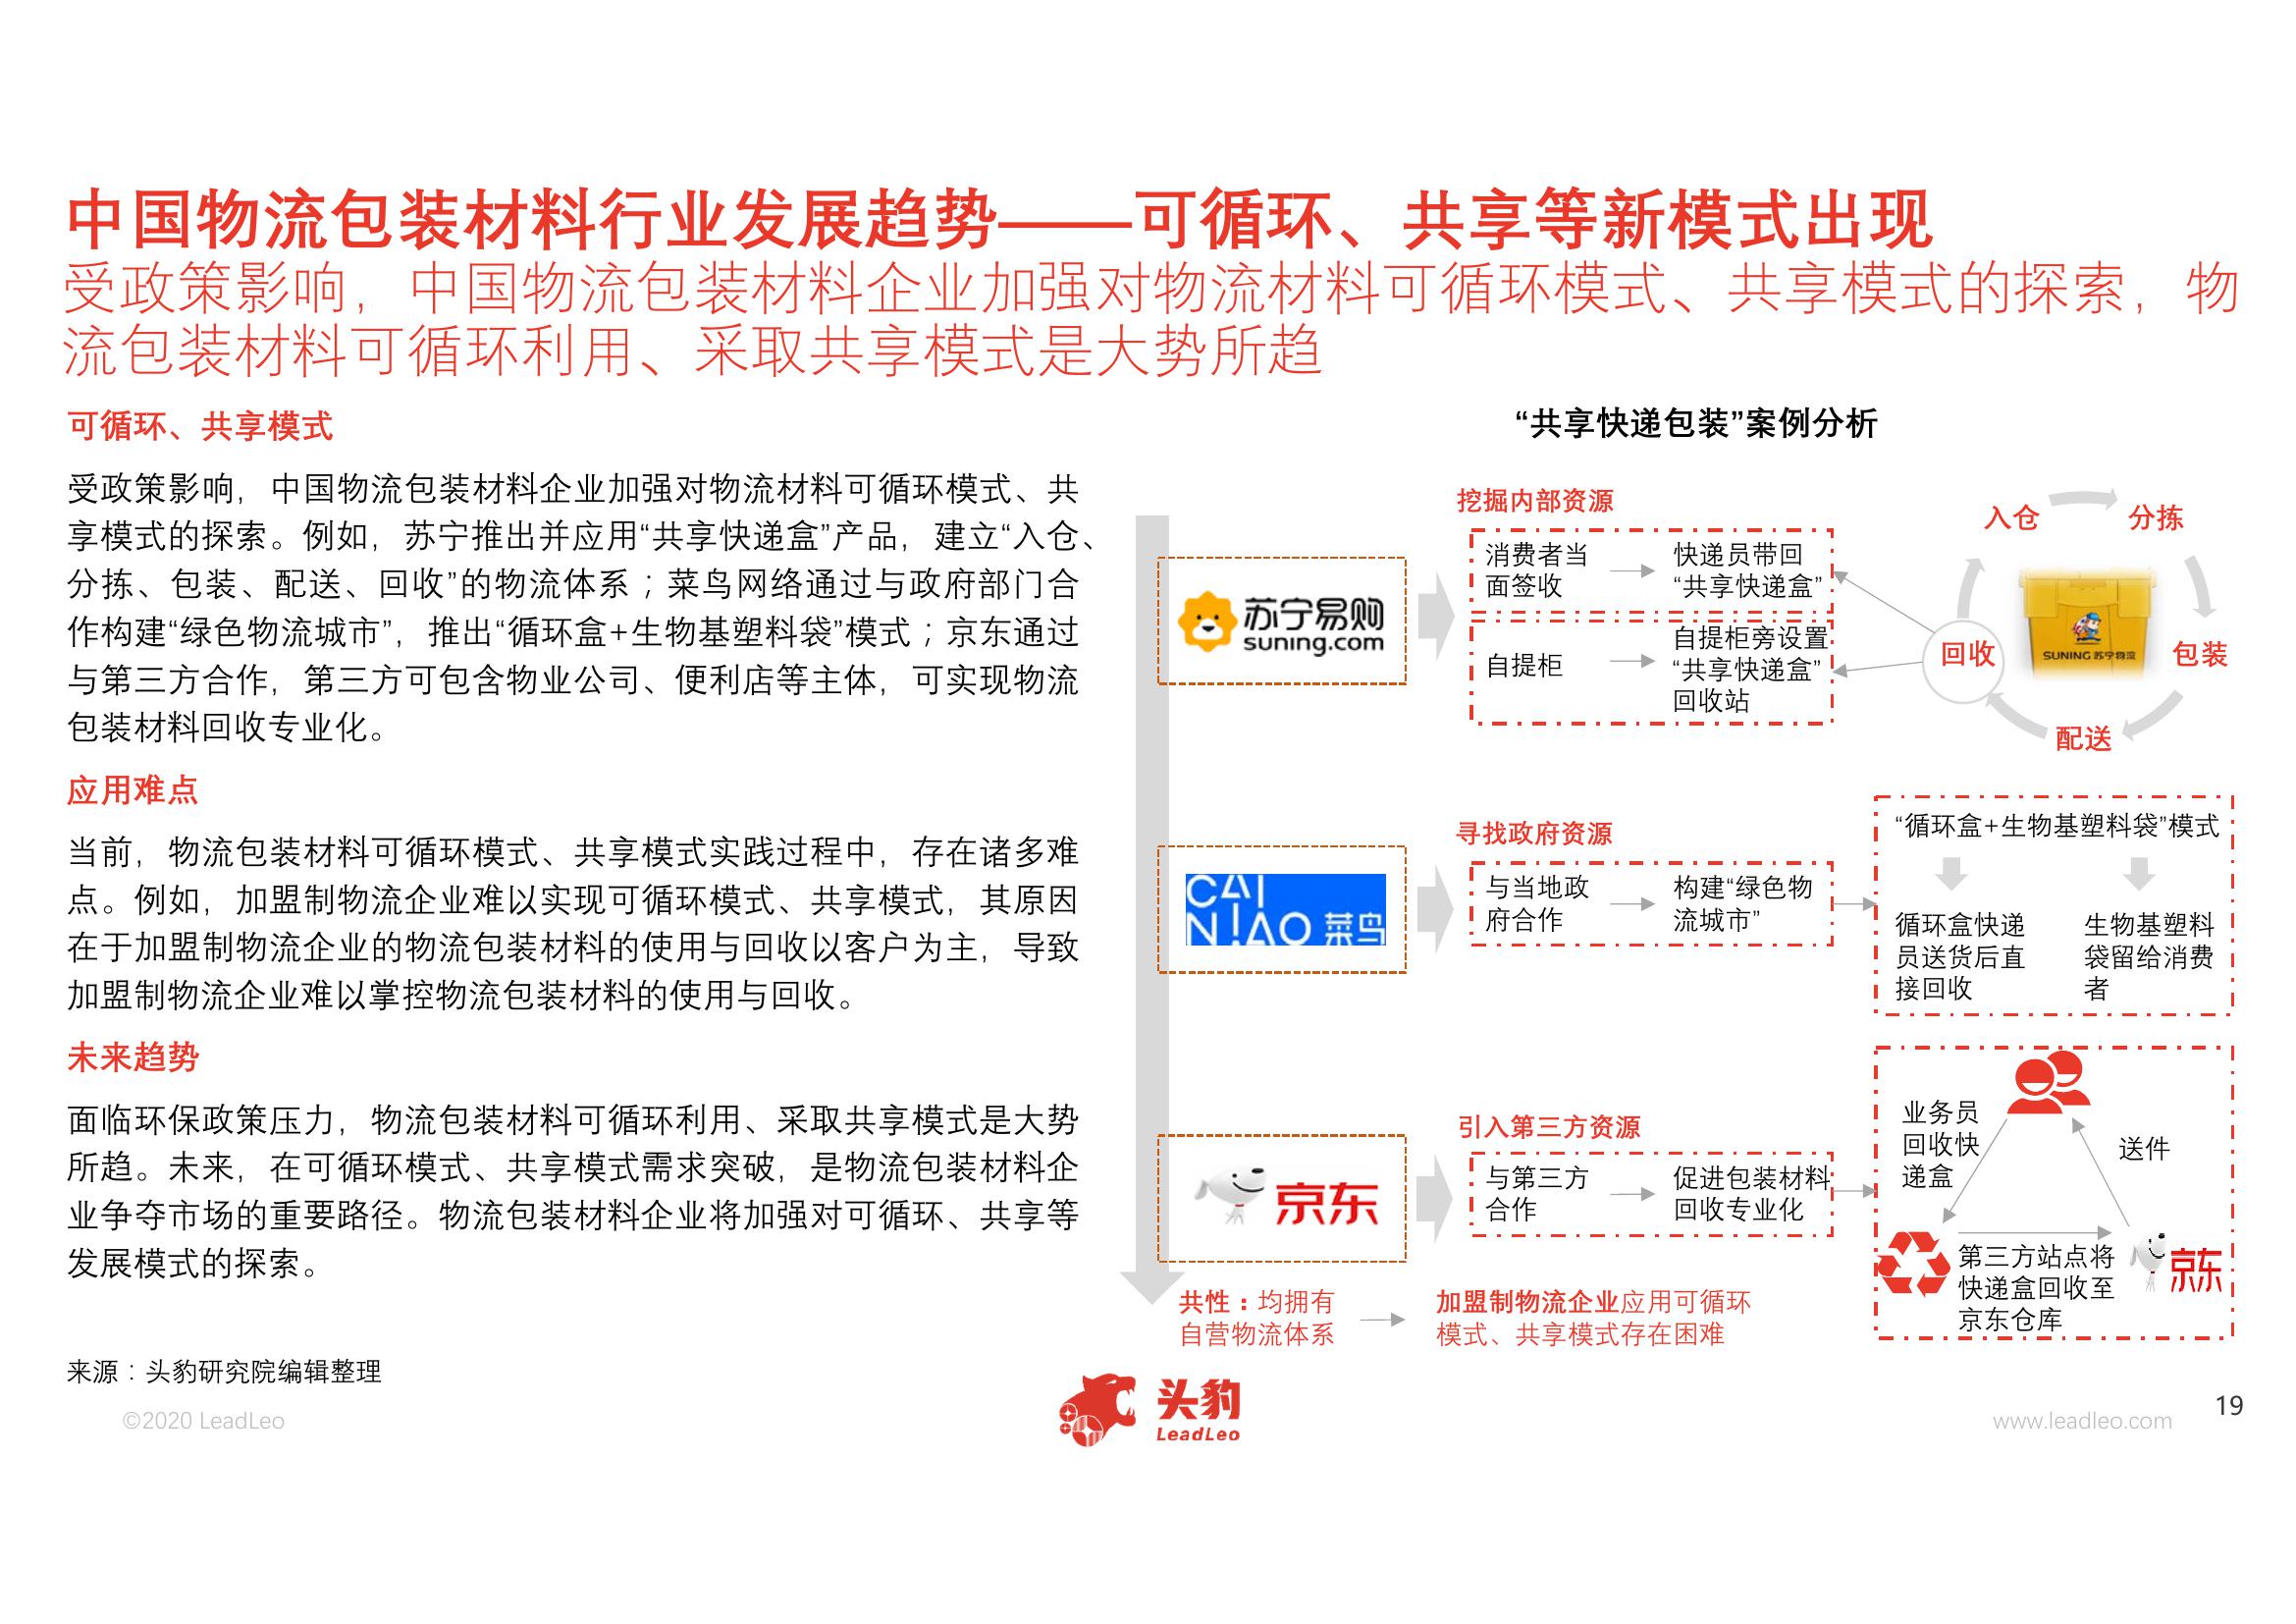 中国物流包装材料行业发展趋势——可循环、共享等新模式出现
受政策影响，中国物流包装材料企业加强对物流材料可循环模式、共享模式的探索，物
流包装材料可循环利用、采取共享模式是大势所趋
可循环、共享模式
受政策影响，中国物流包装材料企业加强对物流材料可循环模式、共
享模式的探索。例如，苏宁推出并应用“共享快递盒”产品，建立“入仓、
分拣、包装、配送、回收”的物流体系；菜鸟网络通过与政府部门合
作构建“绿色物流城市”，推出“循环盒+生物基塑料袋”模式；京东通过
与第三方合作，第三方可包含物业公司、便利店等主体，可实现物流
包装材料回收专业化。
应用难点
当前，物流包装材料可循环模式、共享模式实践过程中，存在诸多难
点。例如，加盟制物流企业难以实现可循环模式、共享模式，其原因
在于加盟制物流企业的物流包装材料的使用与回收以客户为主，导致
加盟制物流企业难以掌控物流包装材料的使用与回收。
未来趋势
面临环保政策压力，物流包装材料可循环利用、采取共享模式是大势
所趋。未来，在可循环模式、共享模式需求突破，是物流包装材料企
业争夺市场的重要路径。物流包装材料企业将加强对可循环、共享等
发展模式的探索。
“共享快递包装”案例分析
苏宁易购
suning.com
挖掘内部资源
消费者当
面签收
快递员带回
“共享快递盒”
自提柜
自提柜旁设置
“共享快递盒”
回收站
入仓
分拣
包装
配送
回收
SUNING 苏宁物流
CAI
NIAO 菜鸟
寻找政府资源
与当地政
府合作
构建“绿色物
流城市”
“循环盒+生物基塑料袋”模式
循环盒快递
员送货后直
接回收
生物基塑料
袋留给消费
者
京东
引入第三方资源
与第三方
合作
促进包装材料
回收专业化
业务员
回收快
递盒
送件
第三方站点将
快递盒回收至
京东仓库
京东
共性：均拥有
自营物流体系
加盟制物流企业应用可循环
模式、共享模式存在困难
来源：头豹研究院编辑整理
©2020 LeadLeo
头豹
LeadLeo
www.leadleo.com
19